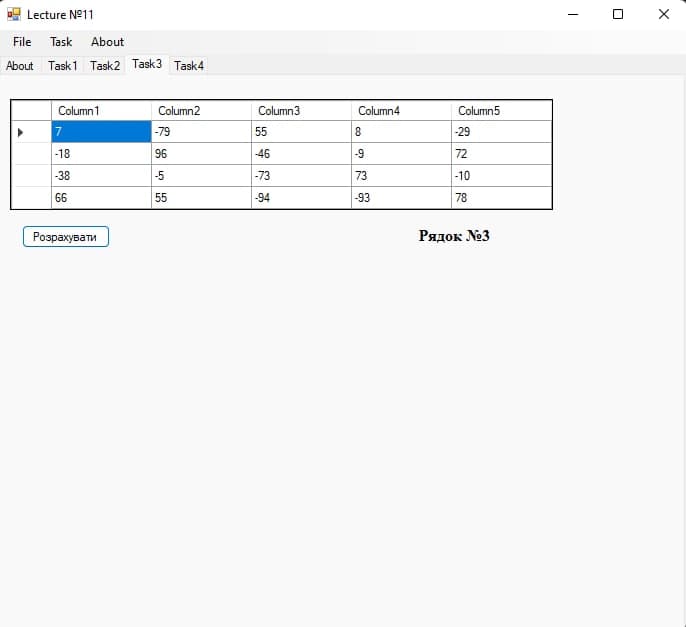 Lecture №11
File Task About
About Task1 Task2 Task3 Task4
Column1 Column2 Column3 Column4 Column5
7 -79 55 8 -29
-18 96 -46 -9 72
-38 -5 -73 73 -10
66 55 -94 -93 78
Розрахувати Рядок №3